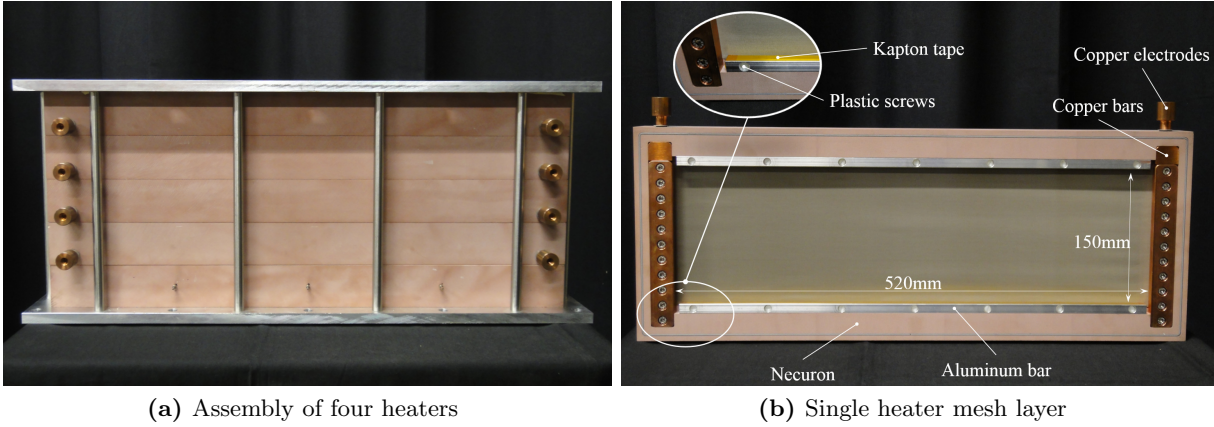 Kapton tape
Copper electrodes
Plastic screws
Copper bars
150mm
520mm
Necuron
Aluminum bar
(a) Assembly of four heaters
(b) Single heater mesh layer